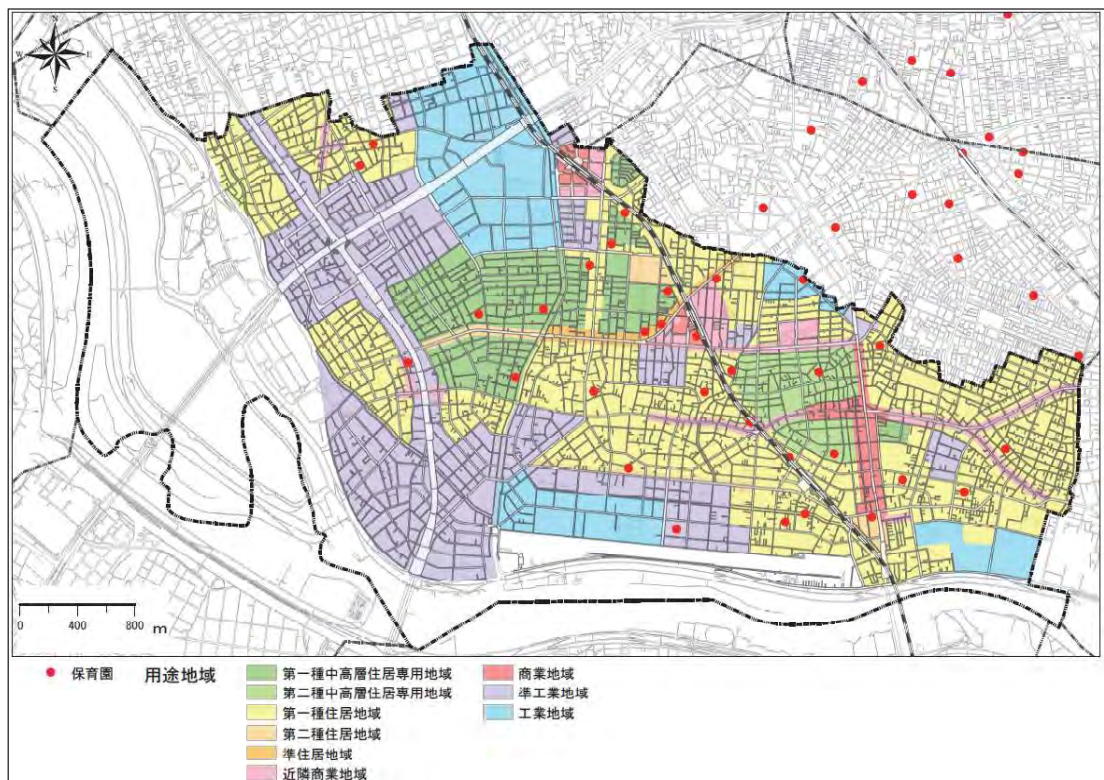 N
W E
S
0 400 800 m
保育園
用途地域
第一種中高層住居専用地域
第二種中高層住居専用地域
第一種住居地域
第二種住居地域
準住居地域
近隣商業地域
商業地域
準工業地域
工業地域